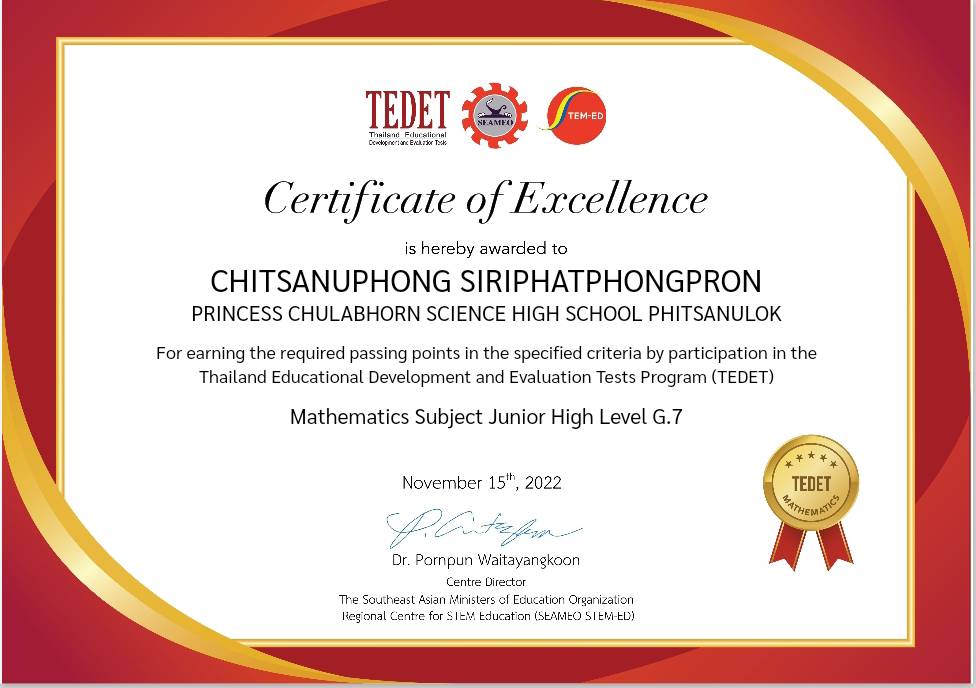 TEDET
Thailand Educational
Development and Evaluation Tests
SEAMEO
STEM-ED
Certificate of Excellence
is hereby awarded to
CHITSANUPHONG SIRIPHATPHONGPRON
PRINCESS CHULABHORN SCIENCE HIGH SCHOOL PHITSANULOK
For earning the required passing points in the specified criteria by participation in the
Thailand Educational Development and Evaluation Tests Program (TEDET)
Mathematics Subject Junior High Level G.7
November 15th, 2022
Dr. Pornpun Waitayangkoon
Centre Director
The Southeast Asian Ministers of Education Organization
Regional Centre for STEM Education (SEAMEO STEM-ED)
TEDET
MATHEMATICS